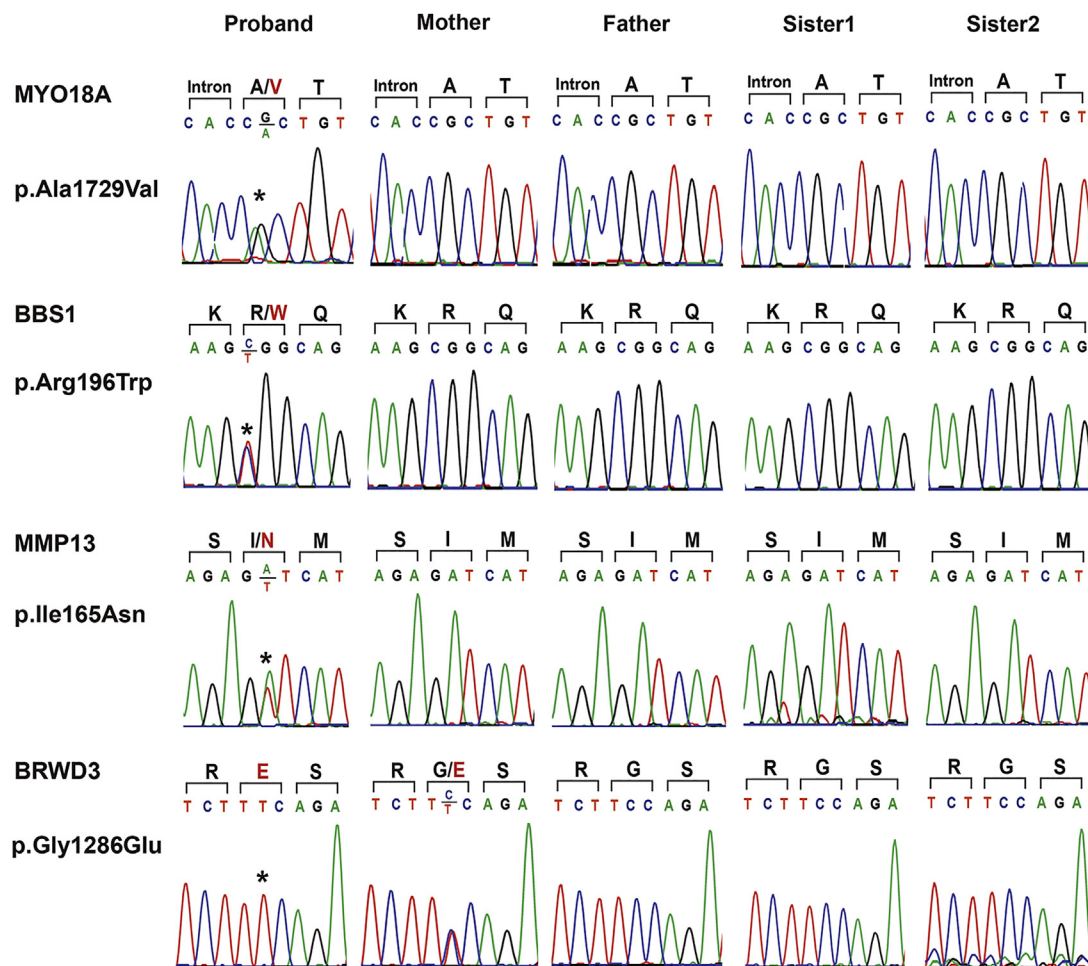 Proband Mother Father Sister1 Sister2
MYO18A
Intron A/V T Intron A T Intron A T Intron A T Intron A T
C A C C G/A C T G T C A C C G C T G T C A C C G C T G T C A C C G C T G T C A C C G C T G T
p.Ala1729Val
*
BBS1
K R/W Q K R Q K R Q K R Q K R Q
A A G C/T G G C A G A A G C G G C A G A A G C G G C A G A A G C G G C A G A A G C G G C A G
p.Arg196Trp
*
MMP13
S I/N M S I M S I M S I M S I M
A G A G A/T T C A T A G A G A T C A T A G A G A T C A T A G A G A T C A T A G A G A T C A T
p.Ile165Asn
*
BRWD3
R E S R G/E S R G S R G S R G S
T C T T T C A G A T C T T C/T C A G A T C T T C C A G A T C T T C C A G A T C T T C C A G A
p.Gly1286Glu
*